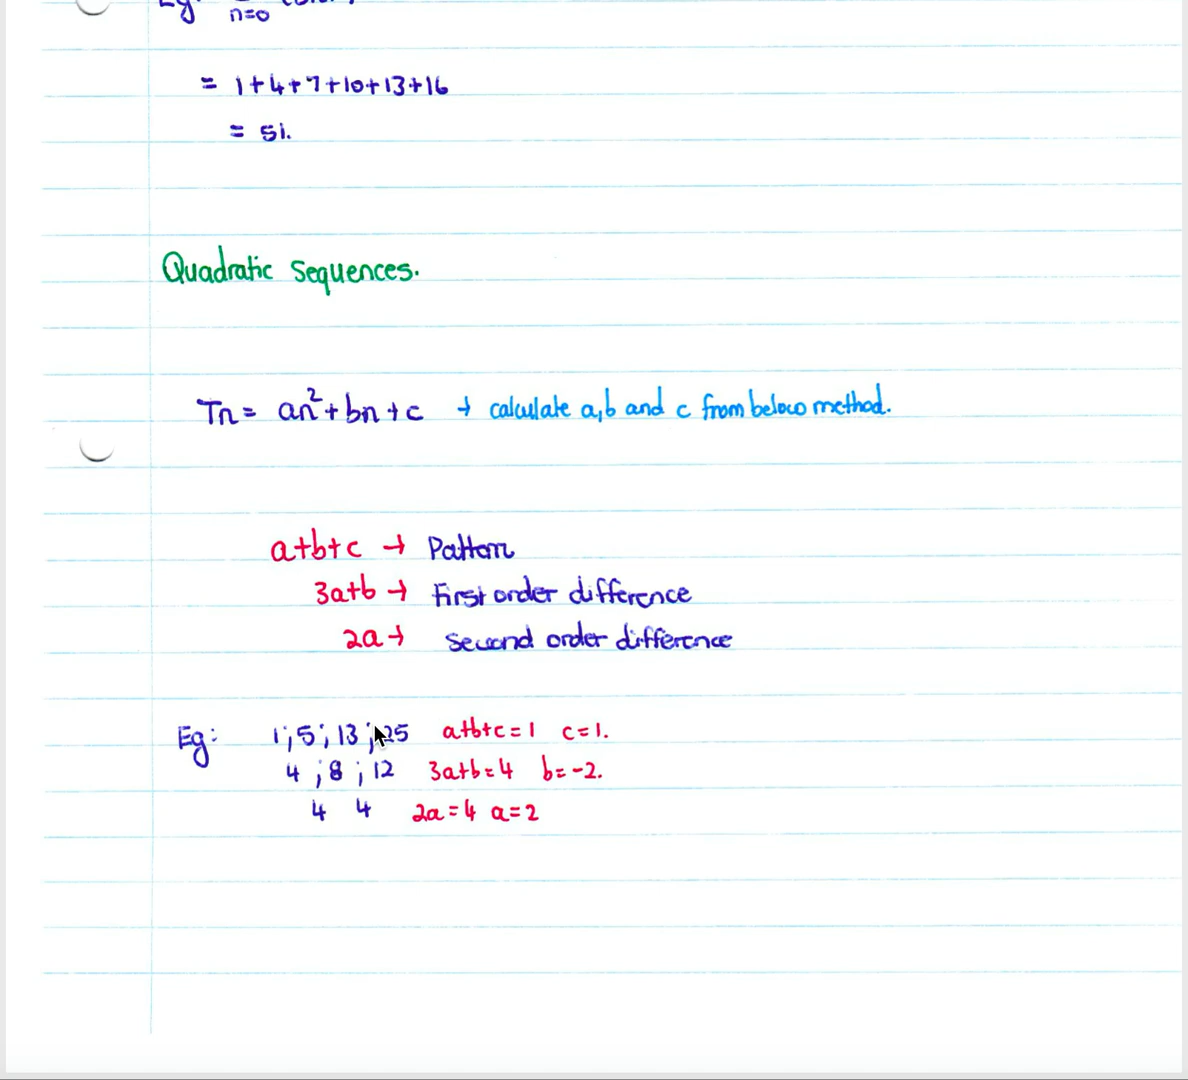 Eg:
n=0
= 1+4+7+10+13+16
= 51.
Quadratic Sequences.
Tn = an²+bn+c → calculate a,b and c from below method.
a+b+c → Pattern
3a+b → First order difference
2a → Second order difference
Eg: 1;5;13;25 a+b+c=1 c=1.
4;8;12 3a+b=4 b=-2.
4 4 2a=4 a=2